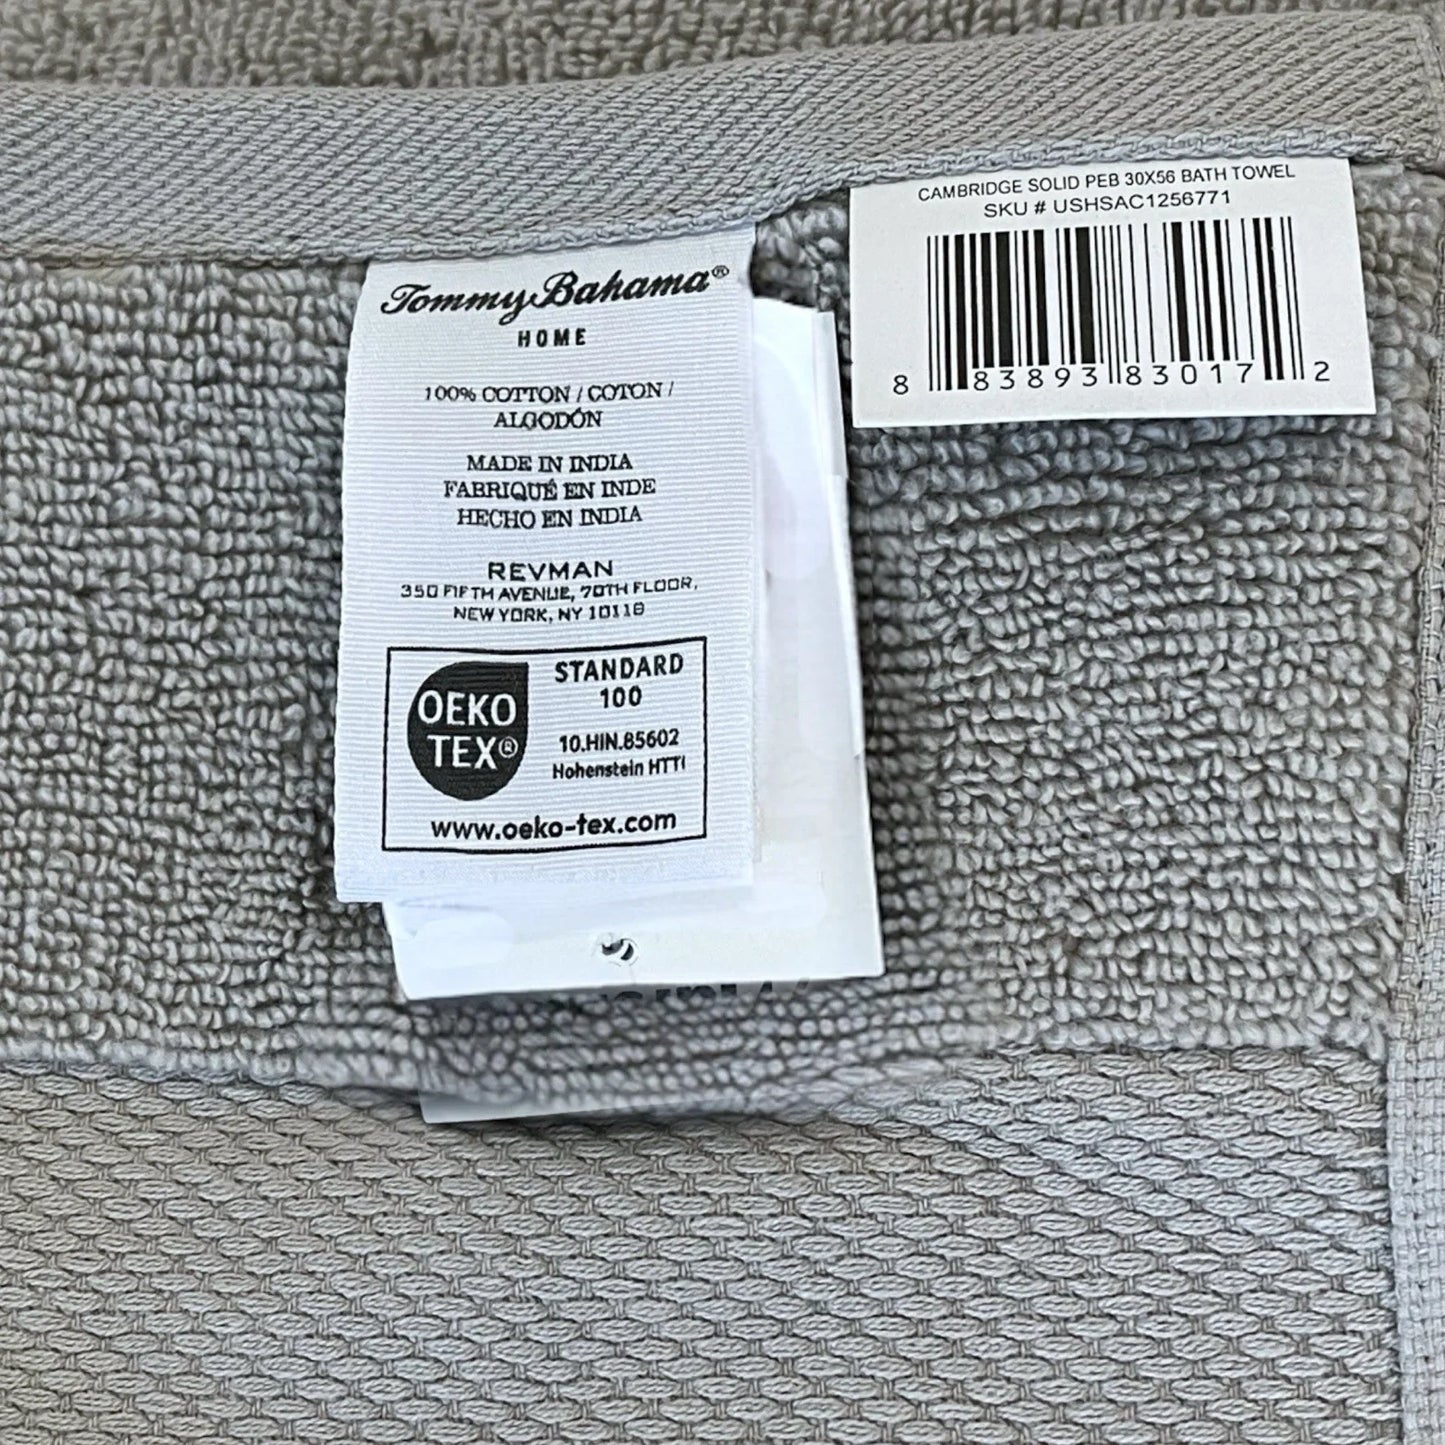 CAMBRIDGE SOLID PEB 30X56 BATH TOWEL
SKU # USHSAC1256771
8 83893 83017 2
Tommy Bahama®
HOME
100% COTTON / COTON /
ALGODÓN
MADE IN INDIA
FABRIQUÉ EN INDE
HECHO EN INDIA
REVMAN
350 FIFTH AVENUE, 70TH FLOOR,
NEW YORK, NY 10118
OEKO
TEX®
STANDARD
100
10.HIN.85602
Hohenstein HTTI
www.oeko-tex.com